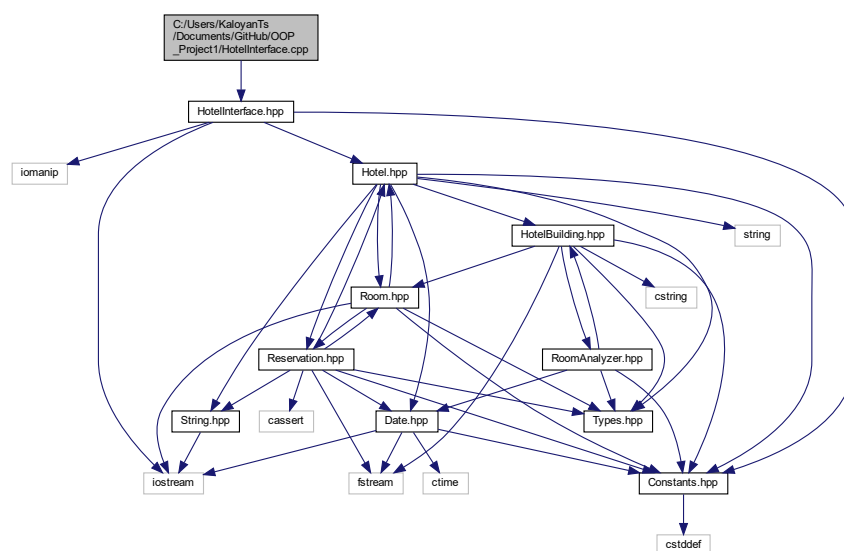 C:/Users/KaloyanTs
/Documents/GitHub/OOP
_Project1/HotelInterface.cpp
HotelInterface.hpp
iomanip
Hotel.hpp
HotelBuilding.hpp
string
Room.hpp
cstring
Reservation.hpp
RoomAnalyzer.hpp
String.hpp
cassert
Date.hpp
Types.hpp
iostream
fstream
ctime
Constants.hpp
cstddef